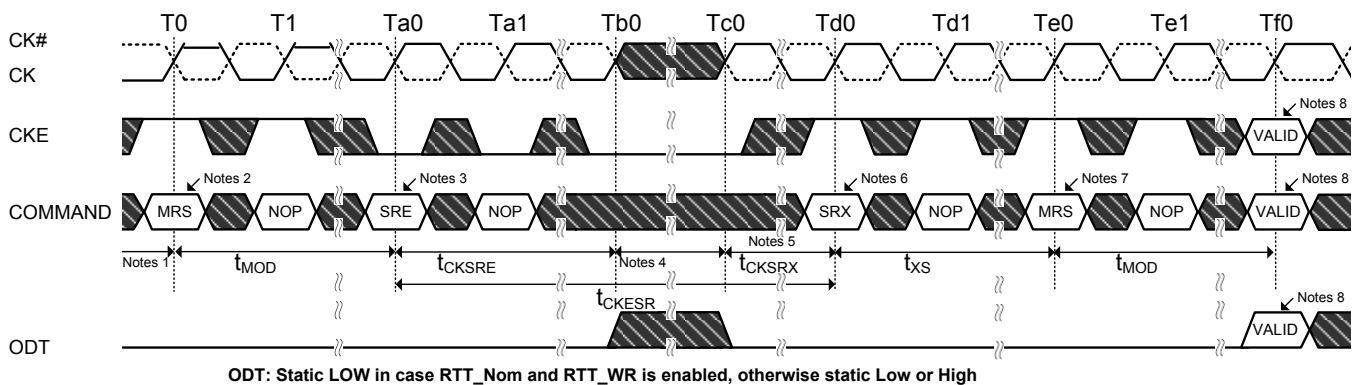 T0 T1 Ta0 Ta1 Tb0 Tc0 Td0 Td1 Te0 Te1 Tf0
CK#
CK
Notes 8
CKE VALID
Notes 2 Notes 3 Notes 6 Notes 7 Notes 8
COMMAND MRS NOP SRE NOP SRX NOP MRS NOP VALID
Notes 1 tMOD tCKSRE Notes 4 Notes 5 tCKSRX tXS tMOD
tCKESR
Notes 8
ODT VALID
ODT: Static LOW in case RTT_Nom and RTT_WR is enabled, otherwise static Low or High